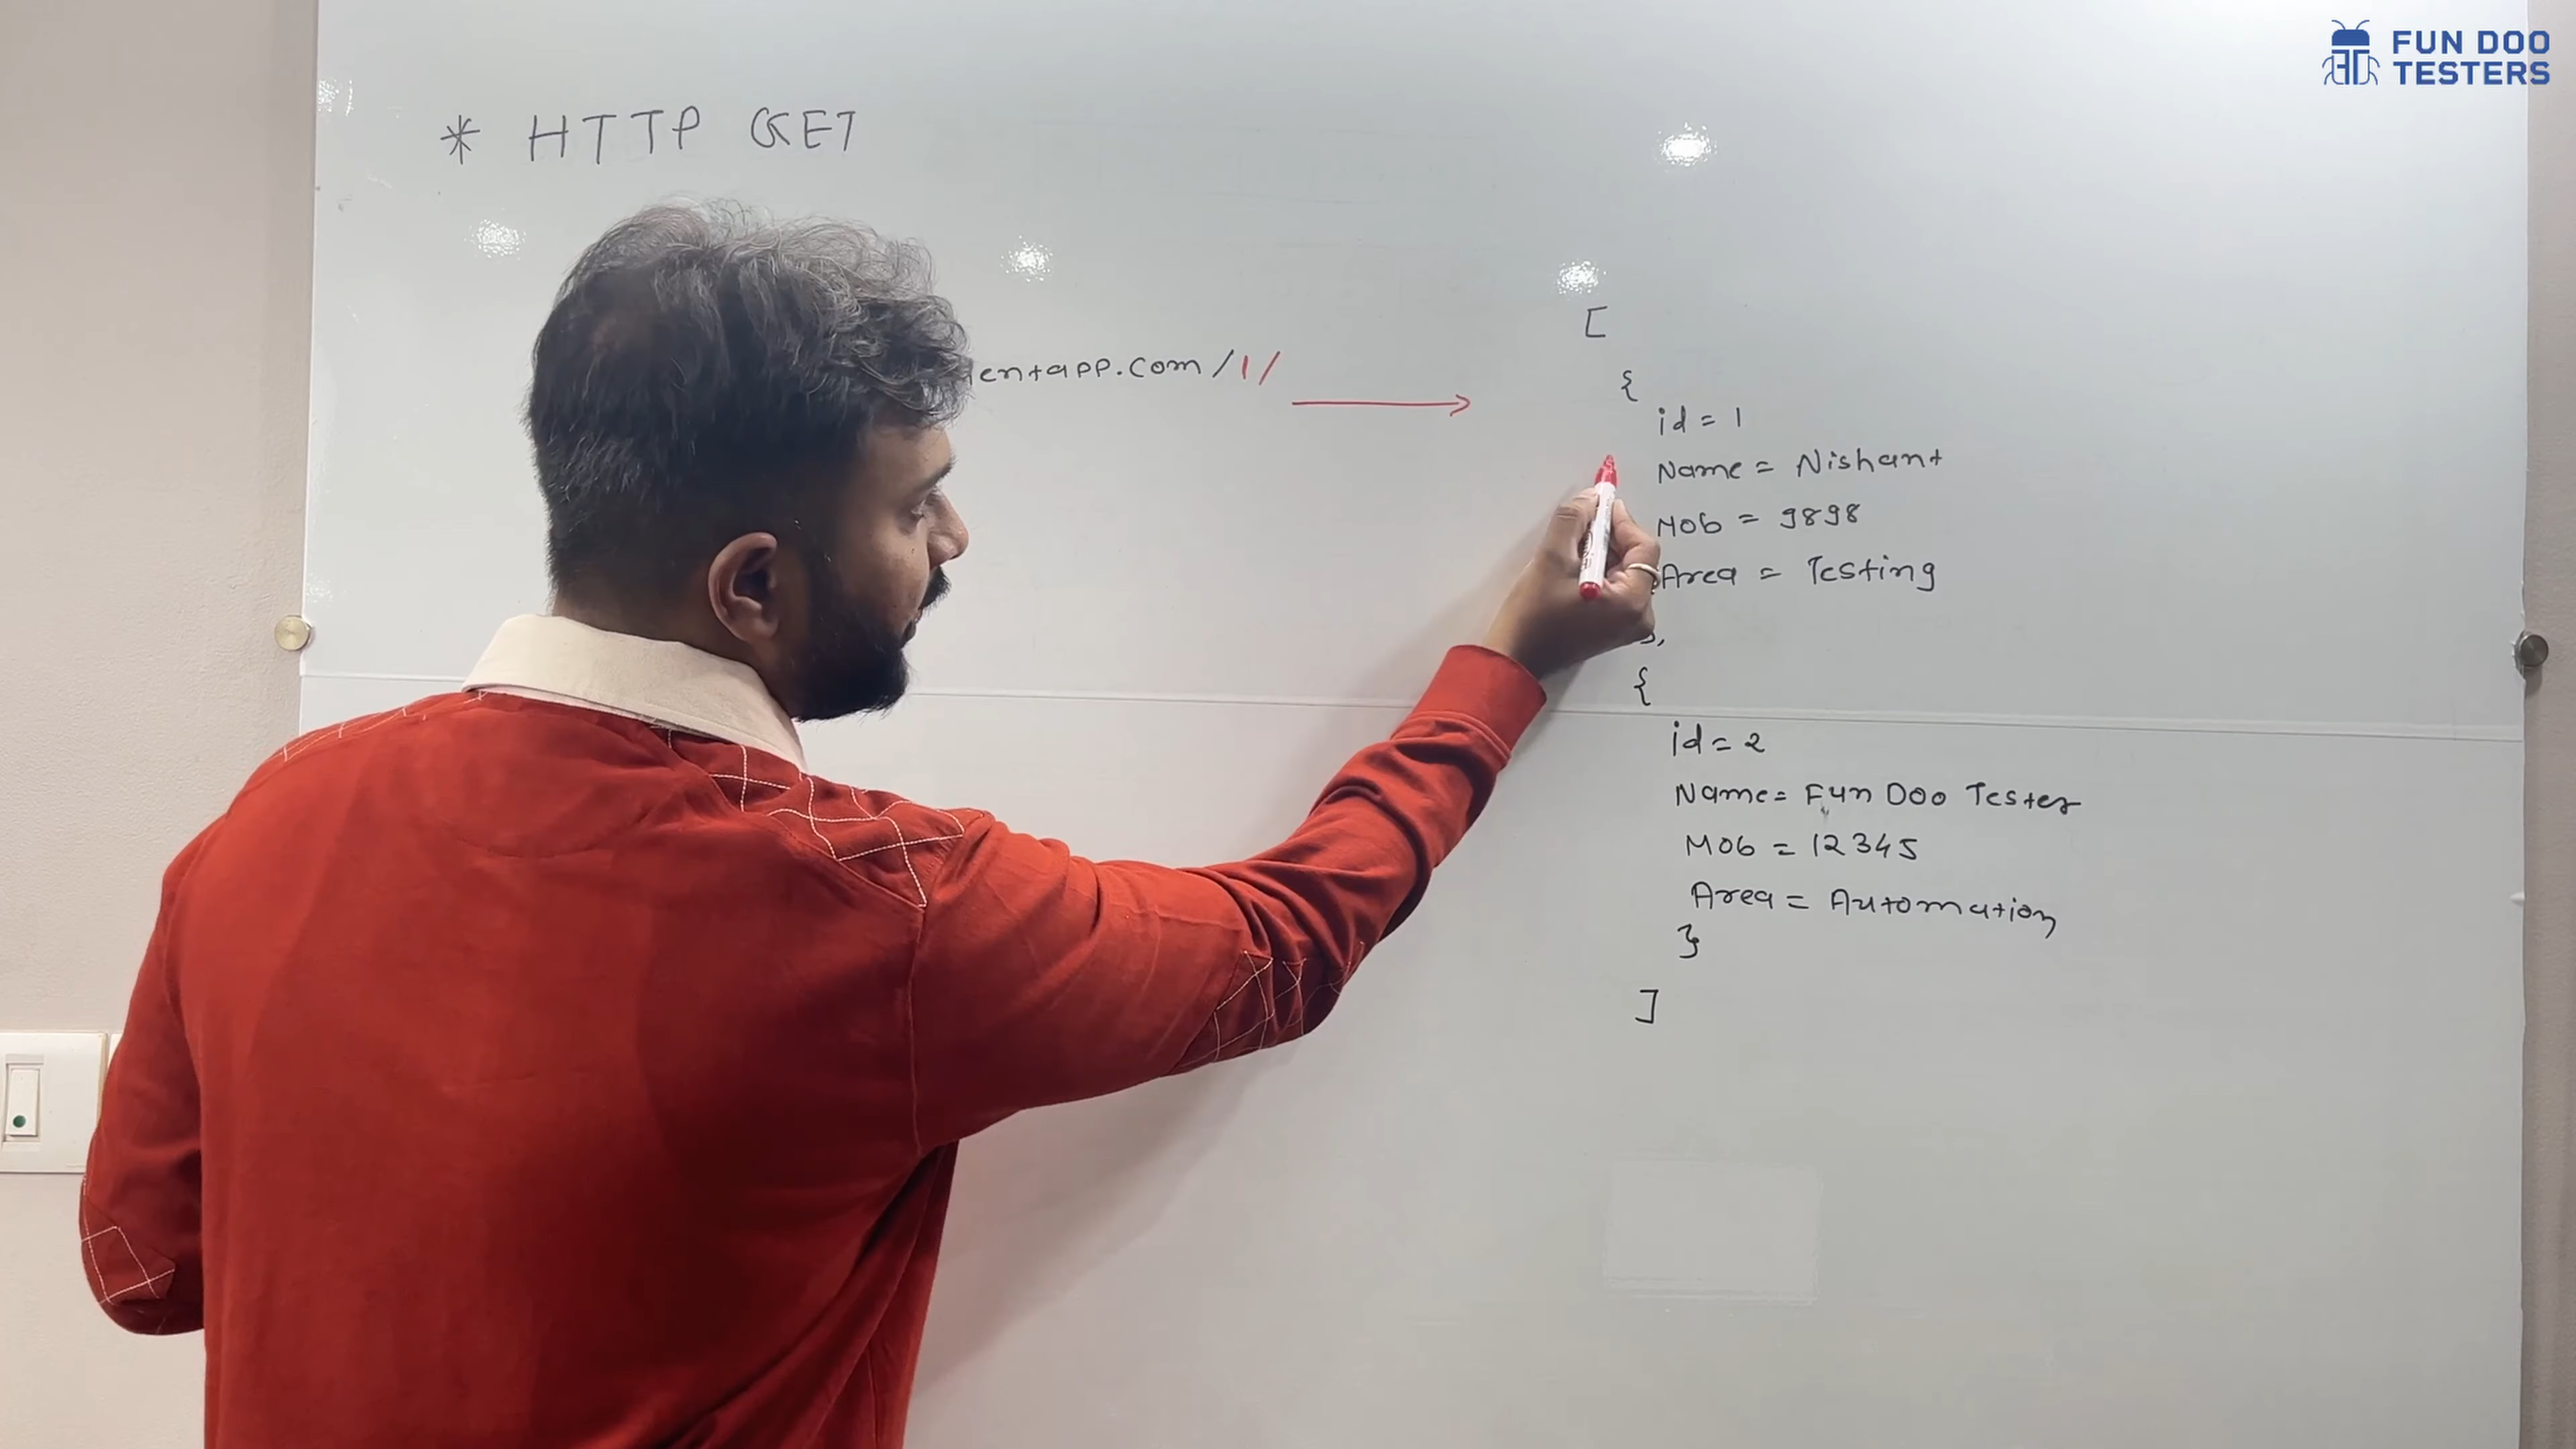 FUN DOO
TESTERS
* HTTP GET
entapp.com/1/
[
{
id = 1
Name = Nishant
Mob = 9898
Area = Testing
},
{
id = 2
Name = Fun Doo Tester
Mob = 12345
Area = Automation
}
]